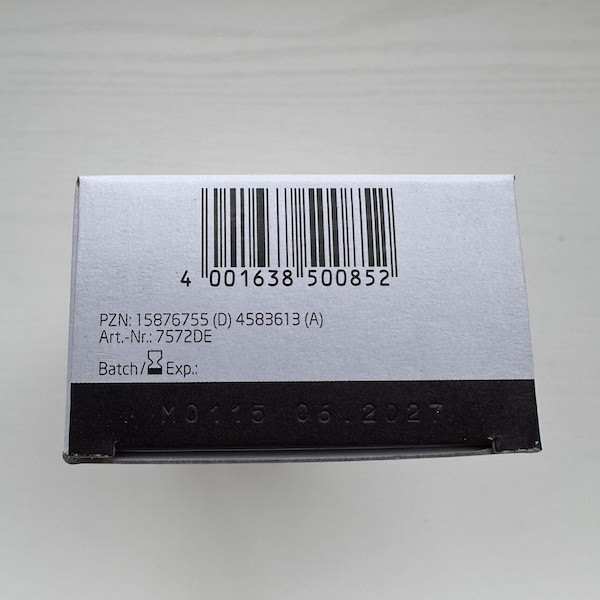 4 001638 500852
PZN: 15876755 (D) 4583613 (A)
Art.-Nr.: 7572DE
Batch/ Exp.:
M0115 06.2027